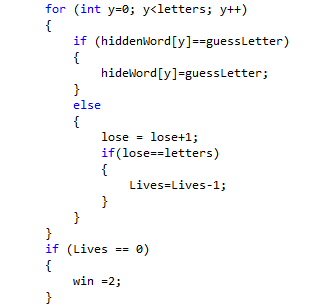 for (int y=0; y<letters; y++)
{
if (hiddenWord[y]==guessLetter)
{
hideWord[y]=guessLetter;
}
else
{
lose = lose+1;
if(lose==letters)
{
Lives=Lives-1;
}
}
}
if (Lives == 0)
{
win =2;
}